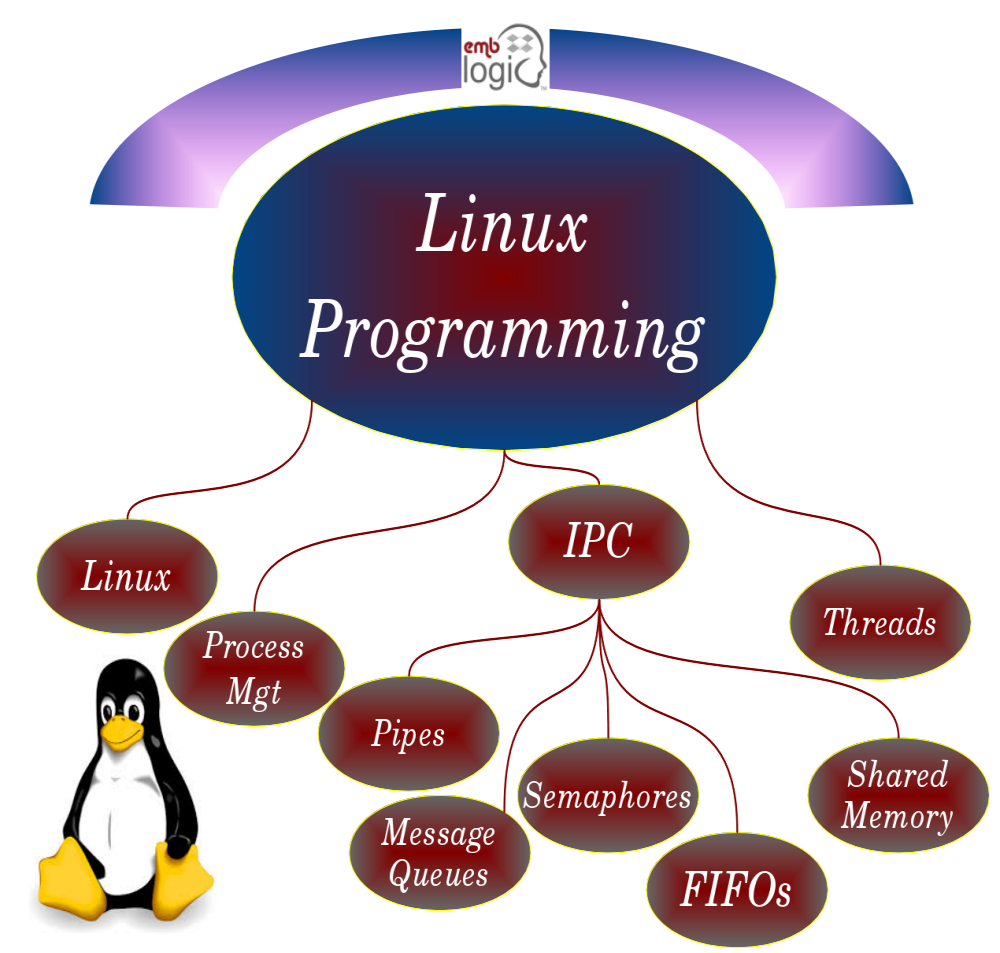 emb
logic
Linux
Programming
IPC
Linux
Threads
Process
Mgt
Pipes
Semaphores
Shared
Memory
Message
Queues
FIFOs